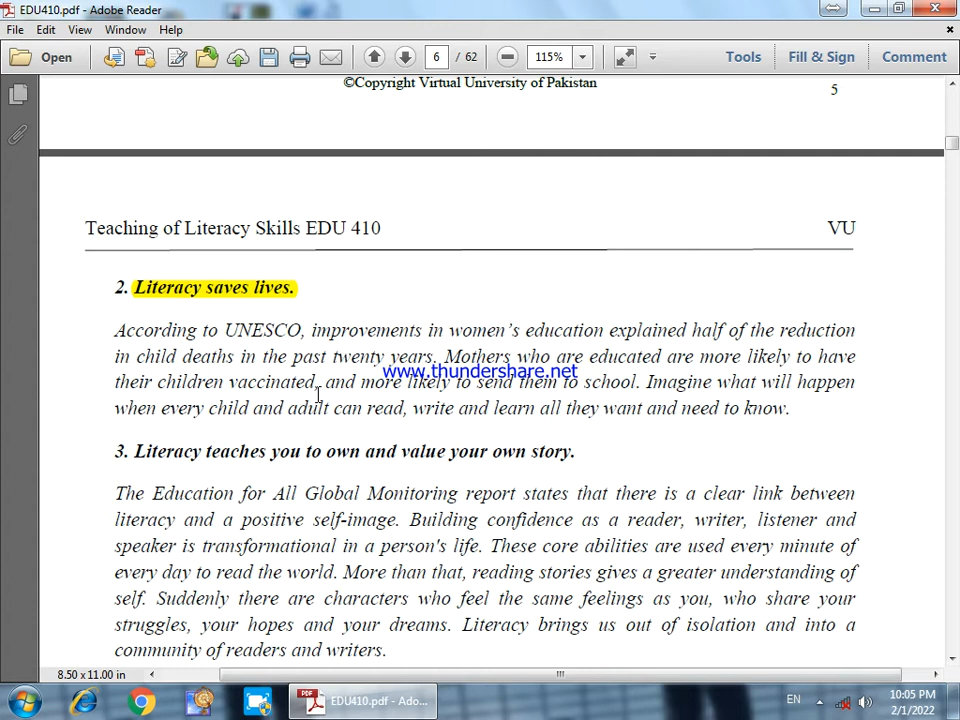 EDU410.pdf - Adobe Reader
File Edit View Window Help
Open 6 / 62 115% Tools Fill & Sign Comment
©Copyright Virtual University of Pakistan
5
Teaching of Literacy Skills EDU 410 VU
2. Literacy saves lives.
According to UNESCO, improvements in women's education explained half of the reduction
in child deaths in the past twenty years. Mothers who are educated are more likely to have
www.thundershare.net
their children vaccinated, and more likely to send them to school. Imagine what will happen
when every child and adult can read, write and learn all they want and need to know.
3. Literacy teaches you to own and value your own story.
The Education for All Global Monitoring report states that there is a clear link between
literacy and a positive self-image. Building confidence as a reader, writer, listener and
speaker is transformational in a person's life. These core abilities are used every minute of
every day to read the world. More than that, reading stories gives a greater understanding of
self. Suddenly there are characters who feel the same feelings as you, who share your
struggles, your hopes and your dreams. Literacy brings us out of isolation and into a
community of readers and writers.
8.50 x 11.00 in
EDU410.pdf - Ado...
EN
10:05 PM
2/1/2022